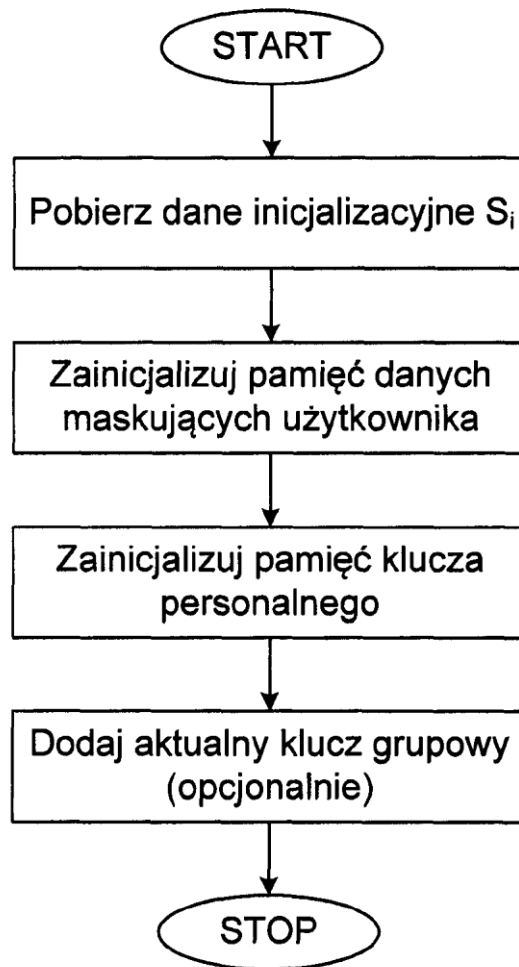 START
Pobierz dane inicjalizacyjne Si
Zainicjalizuj pamięć danych
maskujących użytkownika
Zainicjalizuj pamięć klucza
personalnego
Dodaj aktualny klucz grupowy
(opcjonalnie)
STOP